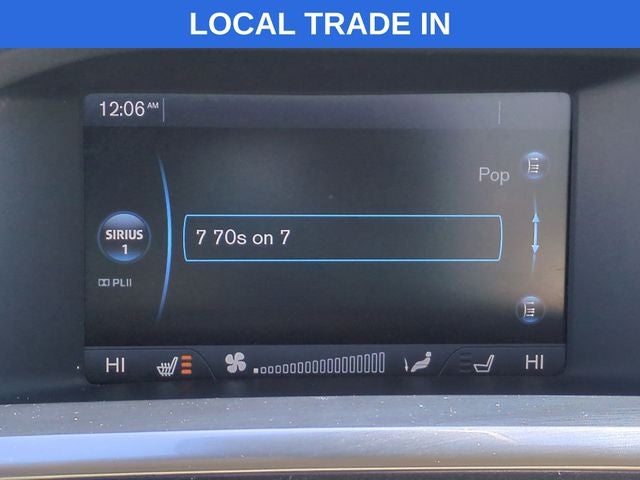 LOCAL TRADE IN
12:06 AM
Pop
SIRIUS
1
7 70s on 7
PLII
HI
HI